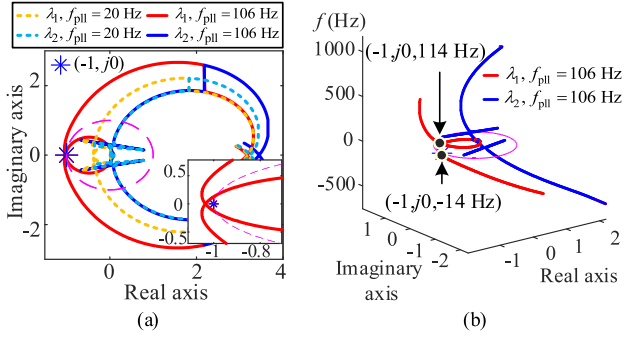 λ1, fpll = 20 Hz λ1, fpll = 106 Hz
λ2, fpll = 20 Hz λ2, fpll = 106 Hz
(-1, j0)
2
0
-2
Imaginary axis
0.5
0
-0.5
-1 -0.8
0 2 4
Real axis
(a)
f (Hz)
1000
500
0
-500
(-1,j0,114 Hz)
λ1, fpll = 106 Hz
λ2, fpll = 106 Hz
(-1,j0,-14 Hz)
1 0 -1 -2
Imaginary
axis
-1 0 1 2
Real axis
(b)